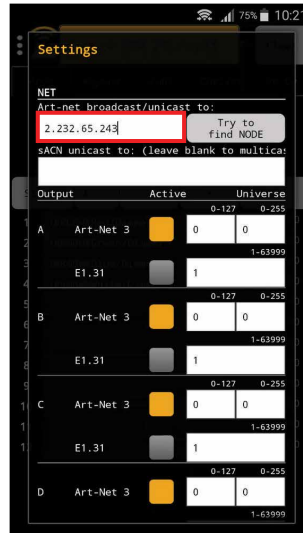 75% 10:21
Settings
NET
Art-net broadcast/unicast to:
2.232.65.243
Try to
find NODE
sACN unicast to: (leave blank to multicas
Output Active Universe
0-127 0-255
A Art-Net 3 0 0
1-63999
E1.31 1
0-127 0-255
B Art-Net 3 0 0
1-63999
E1.31 1
0-127 0-255
C Art-Net 3 0 0
1-63999
E1.31 1
0-127 0-255
D Art-Net 3 0 0
1-63999